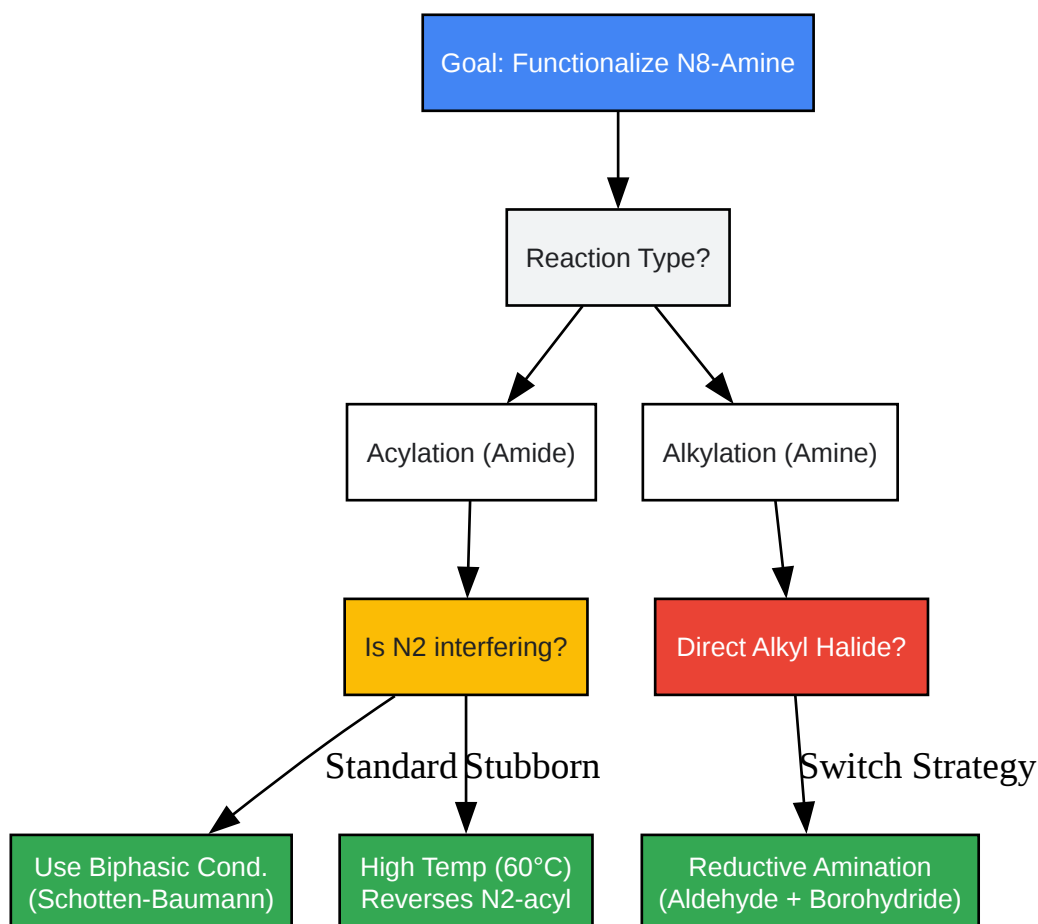 Goal: Functionalize N8-Amine
Reaction Type?
Acylation (Amide)
Alkylation (Amine)
Is N2 interfering?
Direct Alkyl Halide?
Standard
Stubborn
Switch Strategy
Use Biphasic Cond.
(Schotten-Baumann)
High Temp (60°C)
Reverses N2-acyl
Reductive Amination
(Aldehyde + Borohydride)